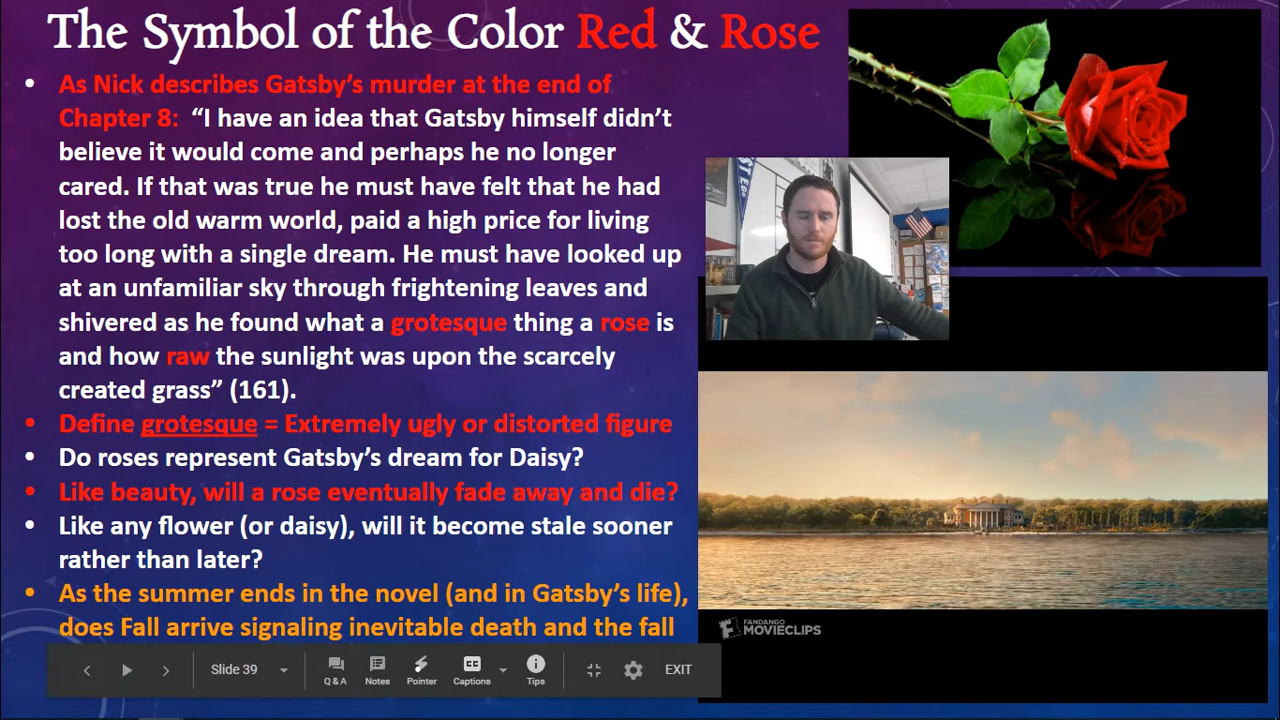 The Symbol of the Color Red & Rose
• As Nick describes Gatsby's murder at the end of
Chapter 8: “I have an idea that Gatsby himself didn't
believe it would come and perhaps he no longer
cared. If that was true he must have felt that he had
lost the old warm world, paid a high price for living
too long with a single dream. He must have looked up
at an unfamiliar sky through frightening leaves and
shivered as he found what a grotesque thing a rose is
and how raw the sunlight was upon the scarcely
created grass” (161).
• Define grotesque = Extremely ugly or distorted figure
• Do roses represent Gatsby's dream for Daisy?
• Like beauty, will a rose eventually fade away and die?
• Like any flower (or daisy), will it become stale sooner
rather than later?
• As the summer ends in the novel (and in Gatsby's life),
does Fall arrive signaling inevitable death and the fall
FANDANGO
MOVIECLIPS
Slide 39
Q & A
Notes
Pointer
CC
Captions
Tips
EXIT